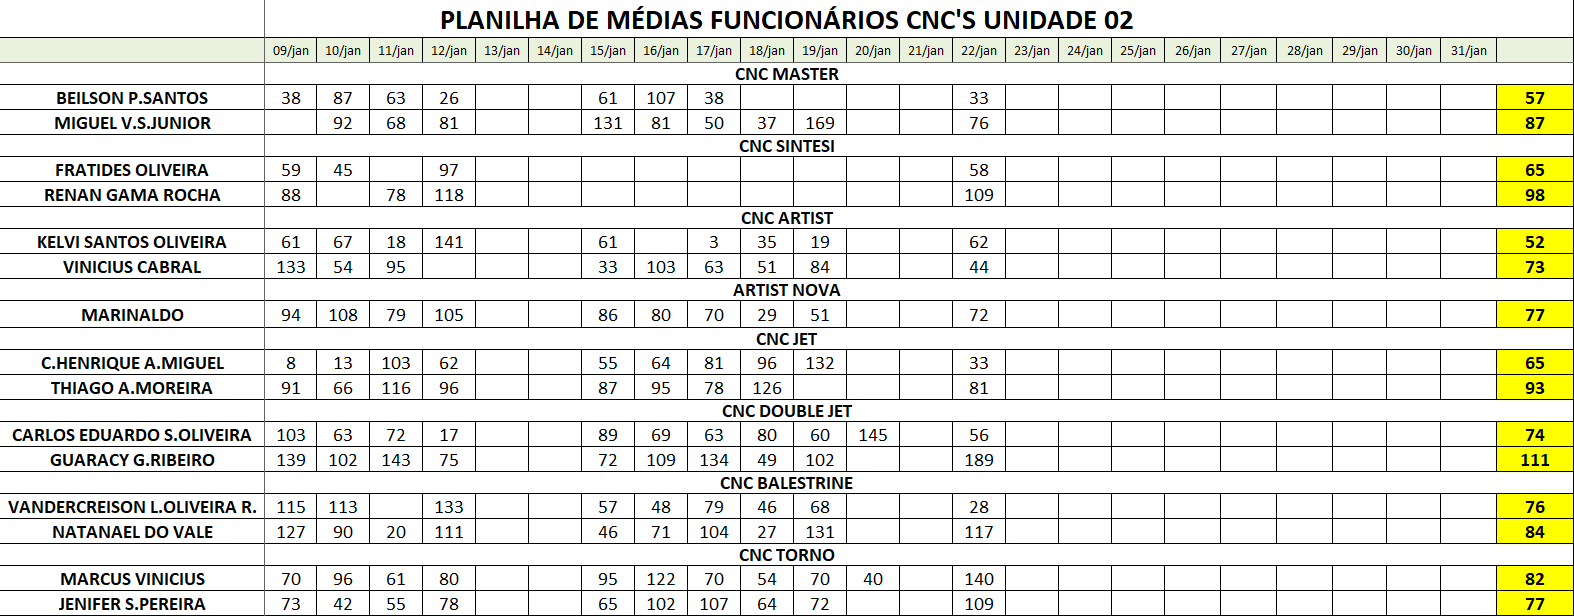 PLANILHA DE MÉDIAS FUNCIONÁRIOS CNC'S UNIDADE 02
09/jan 10/jan 11/jan 12/jan 13/jan 14/jan 15/jan 16/jan 17/jan 18/jan 19/jan 20/jan 21/jan 22/jan 23/jan 24/jan 25/jan 26/jan 27/jan 28/jan 29/jan 30/jan 31/jan
CNC MASTER
BEILSON P.SANTOS 38 87 63 26 61 107 38 33 57
MIGUEL V.S.JUNIOR 92 68 81 131 81 50 37 169 76 87
CNC SINTESI
FRATIDES OLIVEIRA 59 45 97 58 65
RENAN GAMA ROCHA 88 78 118 109 98
CNC ARTIST
KELVI SANTOS OLIVEIRA 61 67 18 141 61 3 35 19 62 52
VINICIUS CABRAL 133 54 95 33 103 63 51 84 44 73
ARTIST NOVA
MARINALDO 94 108 79 105 86 80 70 29 51 72 77
CNC JET
C.HENRIQUE A.MIGUEL 8 13 103 62 55 64 81 96 132 33 65
THIAGO A.MOREIRA 91 66 116 96 87 95 78 126 81 93
CNC DOUBLE JET
CARLOS EDUARDO S.OLIVEIRA 103 63 72 17 89 69 63 80 60 145 56 74
GUARACY G.RIBEIRO 139 102 143 75 72 109 134 49 102 189 111
CNC BALESTRINE
VANDERCREISON L.OLIVEIRA R. 115 113 133 57 48 79 46 68 28 76
NATANAEL DO VALE 127 90 20 111 46 71 104 27 131 117 84
CNC TORNO
MARCUS VINICIUS 70 96 61 80 95 122 70 54 70 40 140 82
JENIFER S.PEREIRA 73 42 55 78 65 102 107 64 72 109 77